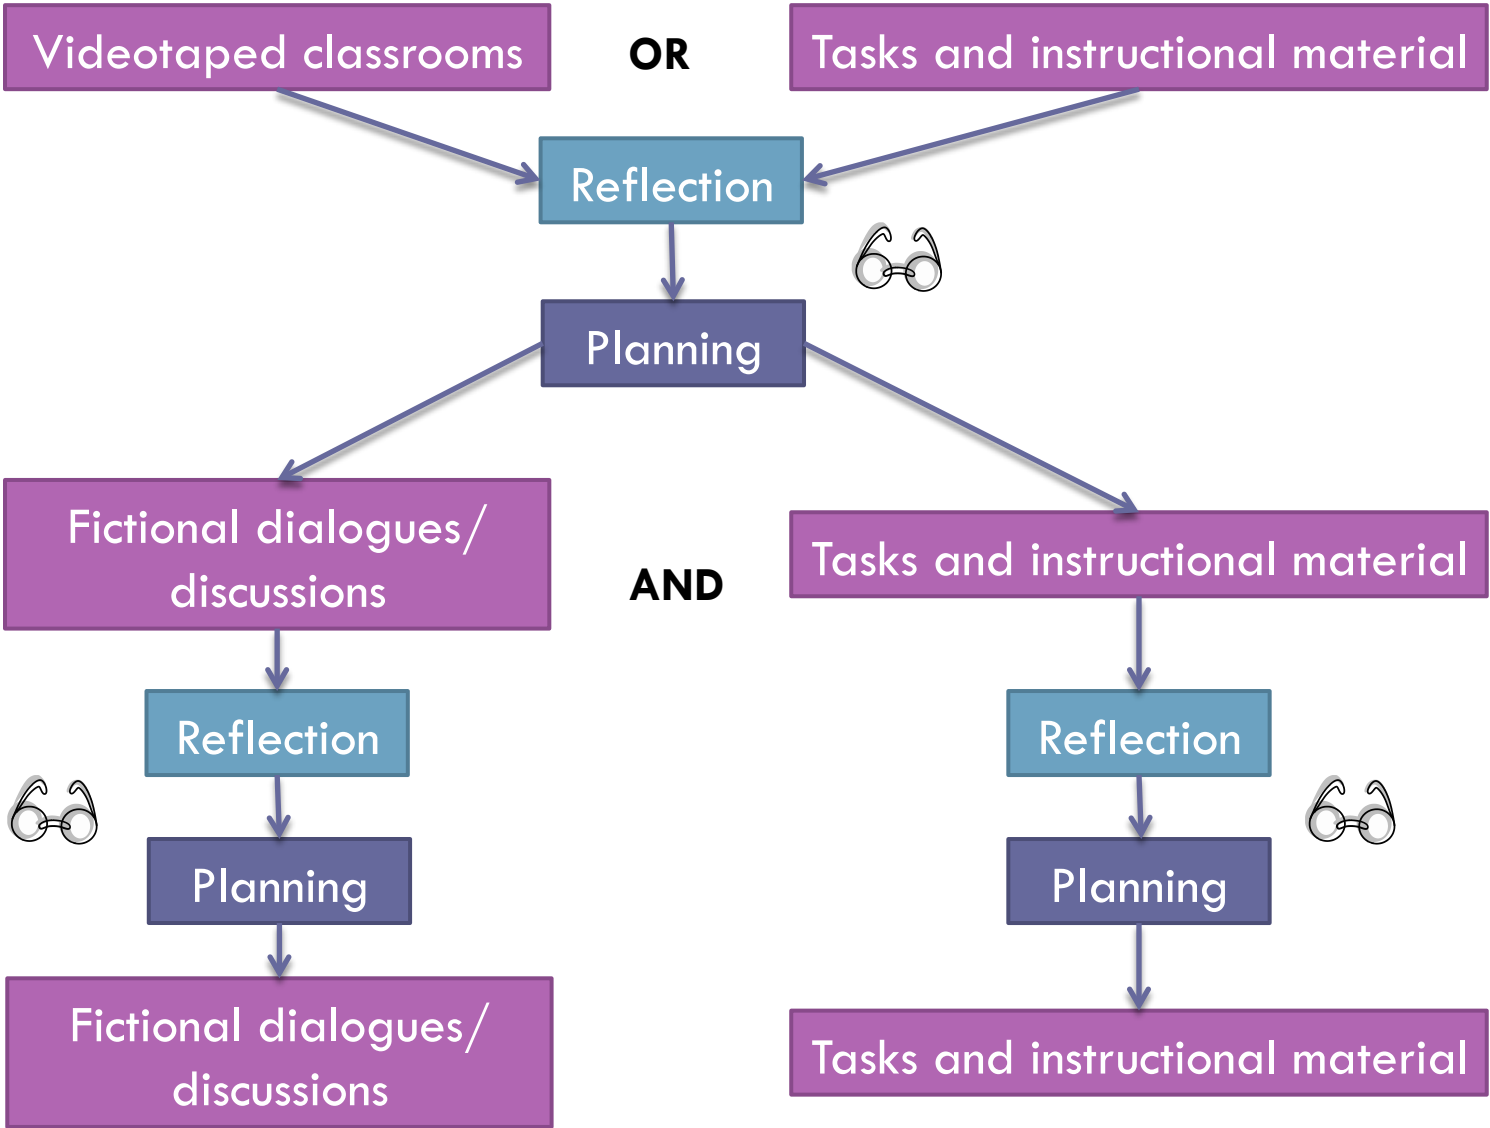 Videotaped classrooms
OR
Tasks and instructional material
Reflection
Planning
Fictional dialogues/
discussions
AND
Tasks and instructional material
Reflection
Reflection
Planning
Planning
Fictional dialogues/
discussions
Tasks and instructional material